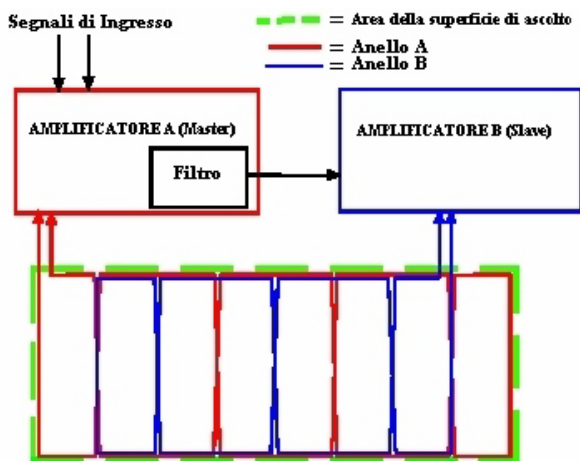 Segnali di Ingresso
= Area della superficie di ascolto
= Anello A
= Anello B
AMPLIFICATORE A (Master)
AMPLIFICATORE B (Slave)
Filtro